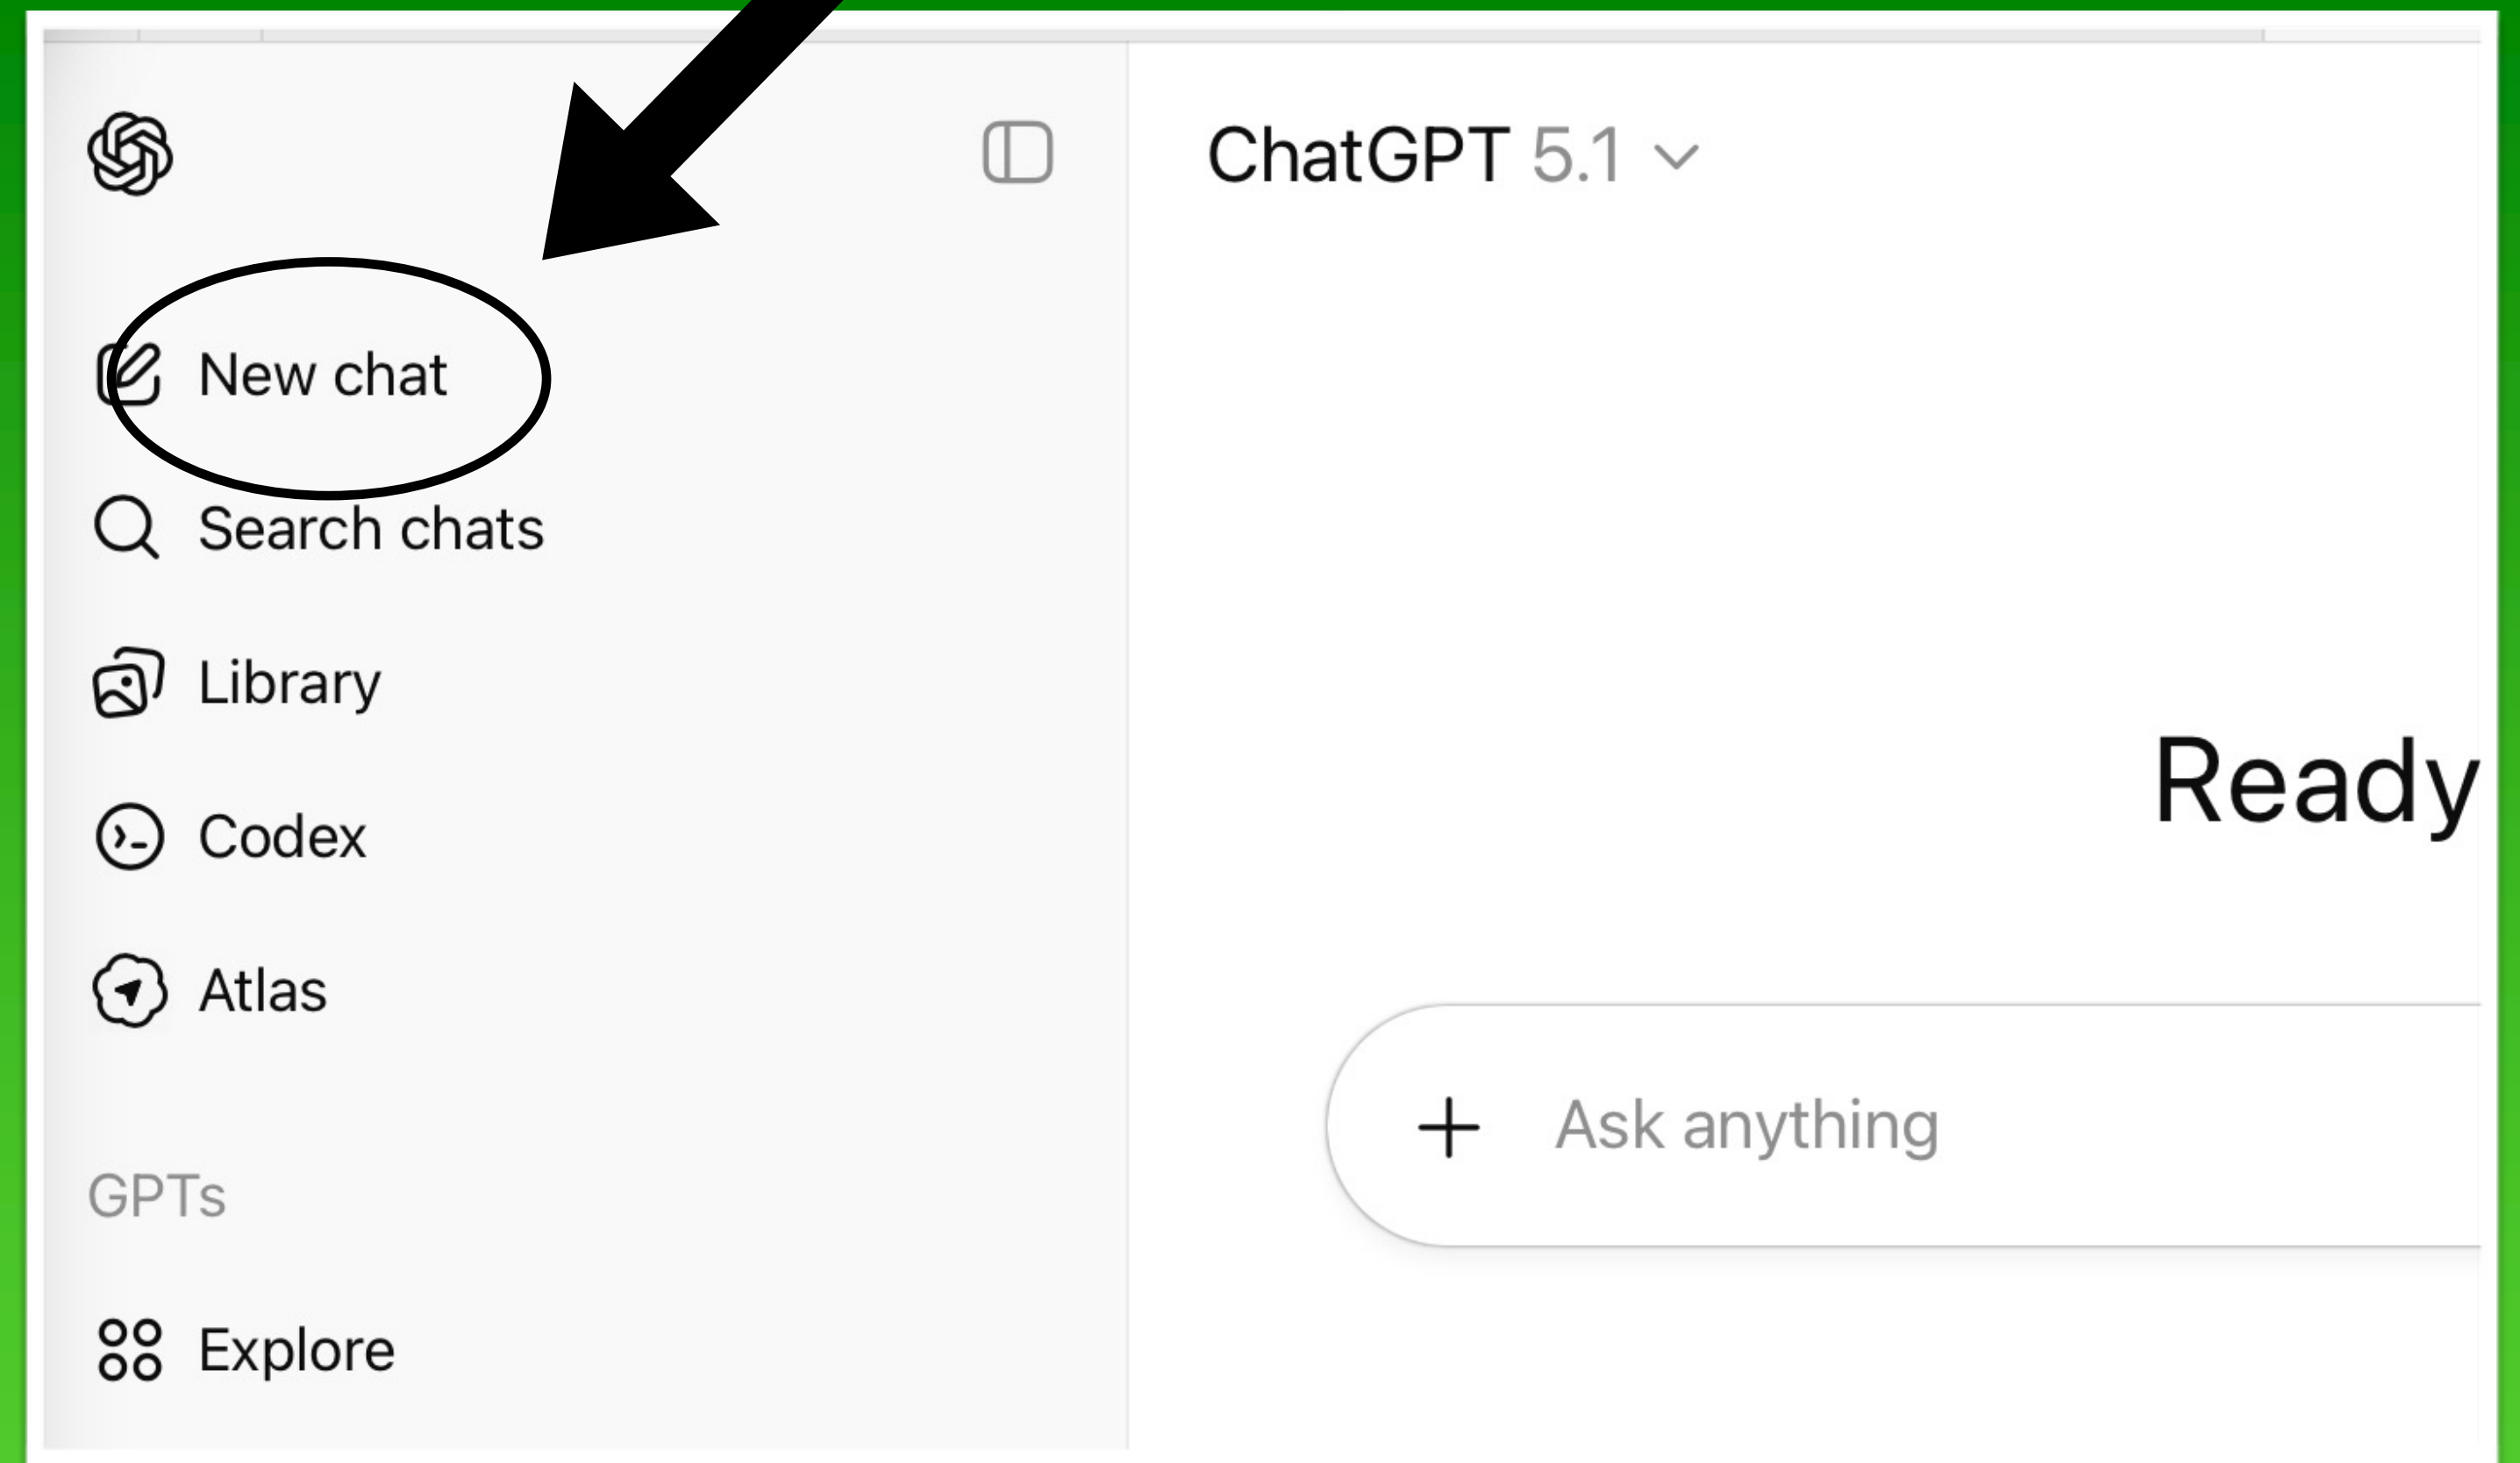 ChatGPT 5.1
New chat
Search chats
Library
Codex
Atlas
GPTs
Explore
Ready
Ask anything